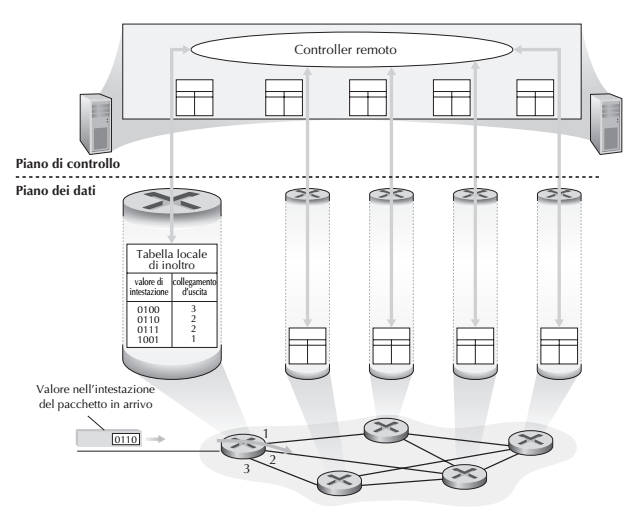 Controller remoto
Piano di controllo
Piano dei dati
Tabella locale
di inoltro
valore di
intestazione
collegamento
d'uscita
0100 3
0110 2
0111 2
1001 1
Valore nell'intestazione
del pacchetto in arrivo
0110
1
2
3